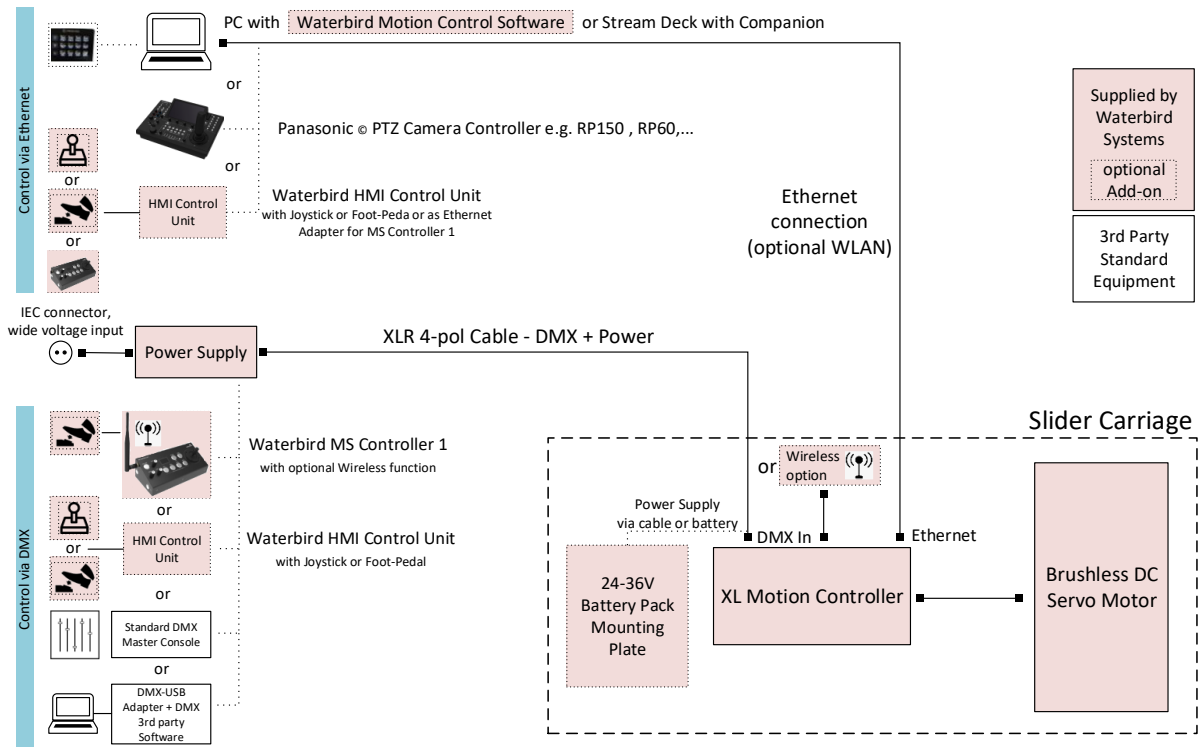 PC with Waterbird Motion Control Software or Stream Deck with Companion
or
Panasonic © PTZ Camera Controller e.g. RP150 , RP60,...
or
Control via Ethernet
or
HMI Control
Unit
Waterbird HMI Control Unit
with Joystick or Foot-Peda or as Ethernet
Adapter for MS Controller 1
or
Ethernet
connection
(optional WLAN)
Supplied by
Waterbird
Systems
optional
Add-on
3rd Party
Standard
Equipment
IEC connector,
wide voltage input
Power Supply
XLR 4-pol Cable - DMX + Power
Control via DMX
Waterbird MS Controller 1
with optional Wireless function
or
or
HMI Control
Unit
Waterbird HMI Control Unit
with Joystick or Foot-Pedal
or
Standard DMX
Master Console
or
DMX-USB
Adapter + DMX
3rd party
Software
Slider Carriage
or
Wireless
option
Power Supply
via cable or battery
DMX In
Ethernet
24-36V
Battery Pack
Mounting
Plate
XL Motion Controller
Brushless DC
Servo Motor